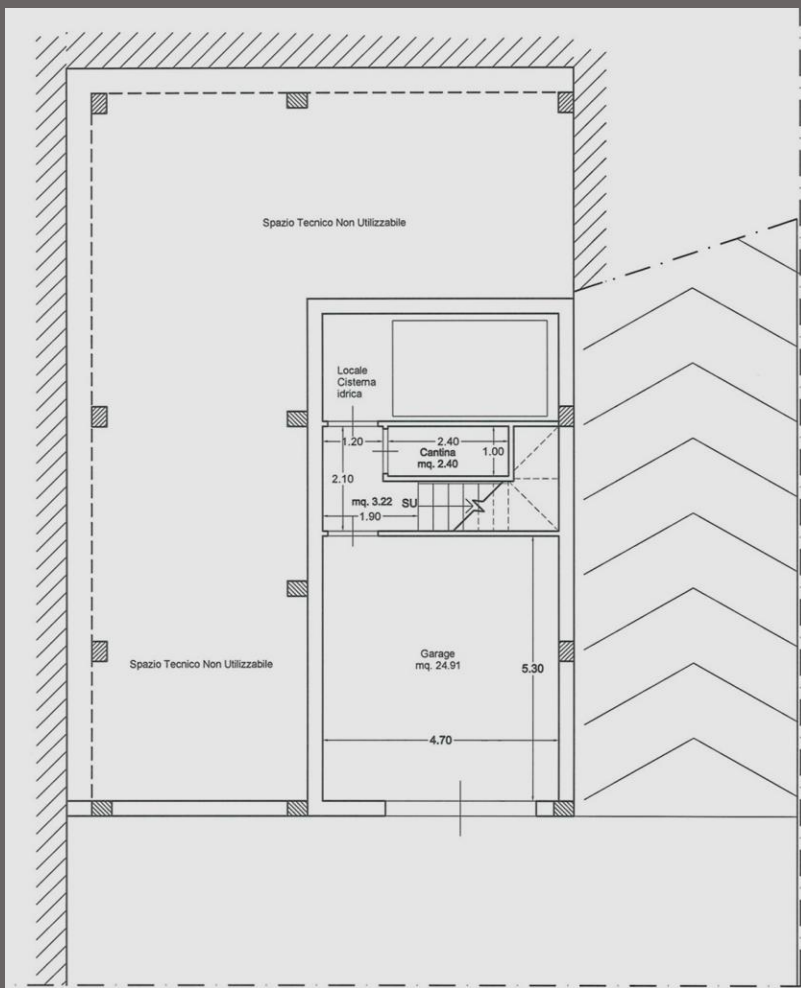 Spazio Tecnico Non Utilizzabile
Locale
Cisterna
idrica
1.20
2.40
Cantina
mq. 2.40
1.00
2.10
mq. 3.22
SU
1.90
Garage
mq. 24.91
5.30
4.70
Spazio Tecnico Non Utilizzabile